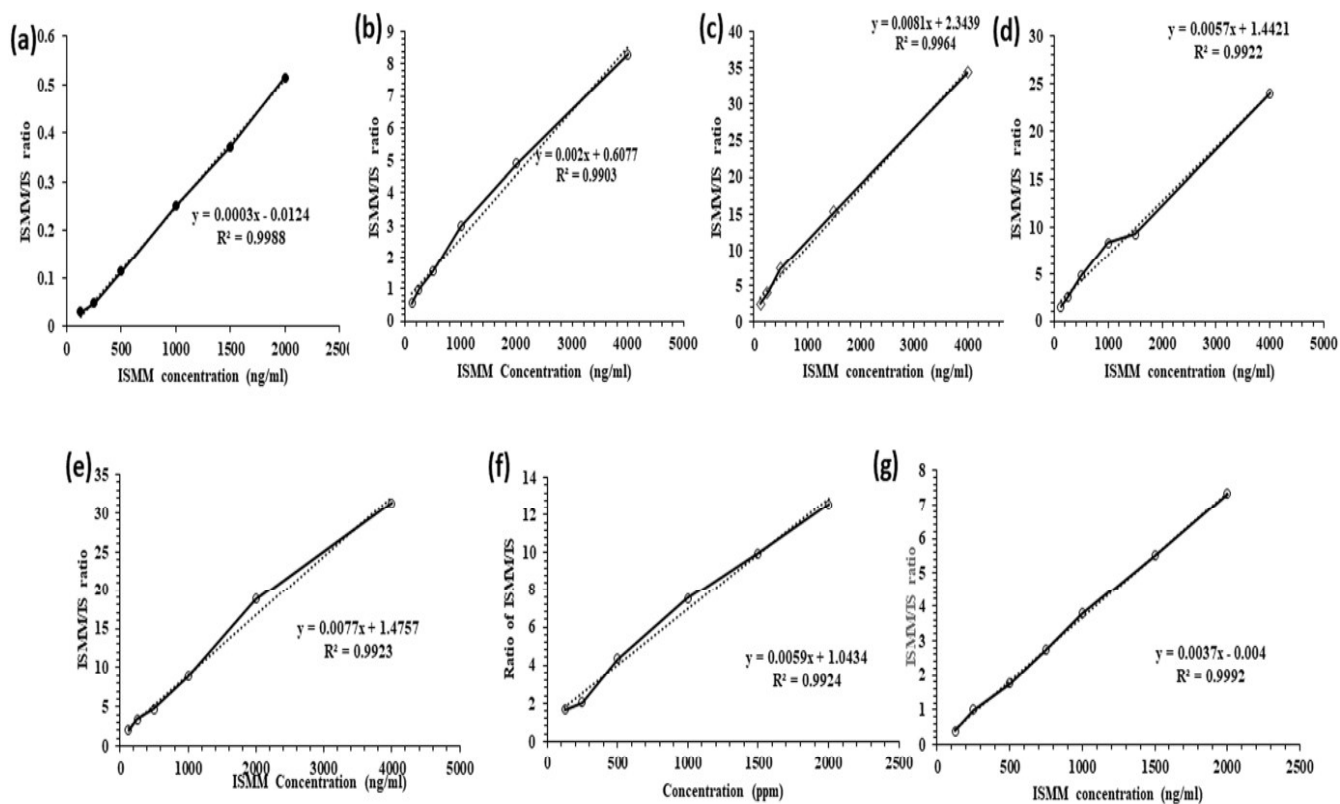 (a)
ISMM/IS ratio
0.6
0.5
0.4
0.3
0.2
0.1
0
y = 0.0003x - 0.0124
R² = 0.9988
0 500 1000 1500 2000 250
ISMM concentration (ng/ml)
(b)
ISMM/IS ratio
9
8
7
6
5
4
3
2
1
0
y = 0.002x + 0.6077
R² = 0.9903
0 1000 2000 3000 4000 5000
ISMM Concentration (ng/ml)
(c)
y = 0.0081x + 2.3439
R² = 0.9964
ISMM/IS ratio
40
35
30
25
20
15
10
5
0
0 1000 2000 3000 4000
ISMM concentration (ng/ml)
(d)
y = 0.0057x + 1.4421
R² = 0.9922
ISMM/IS ratio
30
25
20
15
10
5
0
0 1000 2000 3000 4000 5000
ISMM concentration (ng/ml)
(e)
ISMM/IS ratio
35
30
25
20
15
10
5
0
y = 0.0077x + 1.4757
R² = 0.9923
0 1000 2000 3000 4000 5000
ISMM Concentration (ng/ml)
(f)
Ratio of ISMM/IS
14
12
10
8
6
4
2
0
y = 0.0059x + 1.0434
R² = 0.9924
0 500 1000 1500 2000 2500
Concentration (ppm)
(g)
ISMM/IS ratio
8
7
6
5
4
3
2
1
0
y = 0.0037x - 0.004
R² = 0.9992
0 500 1000 1500 2000 2500
ISMM concentration (ng/ml)